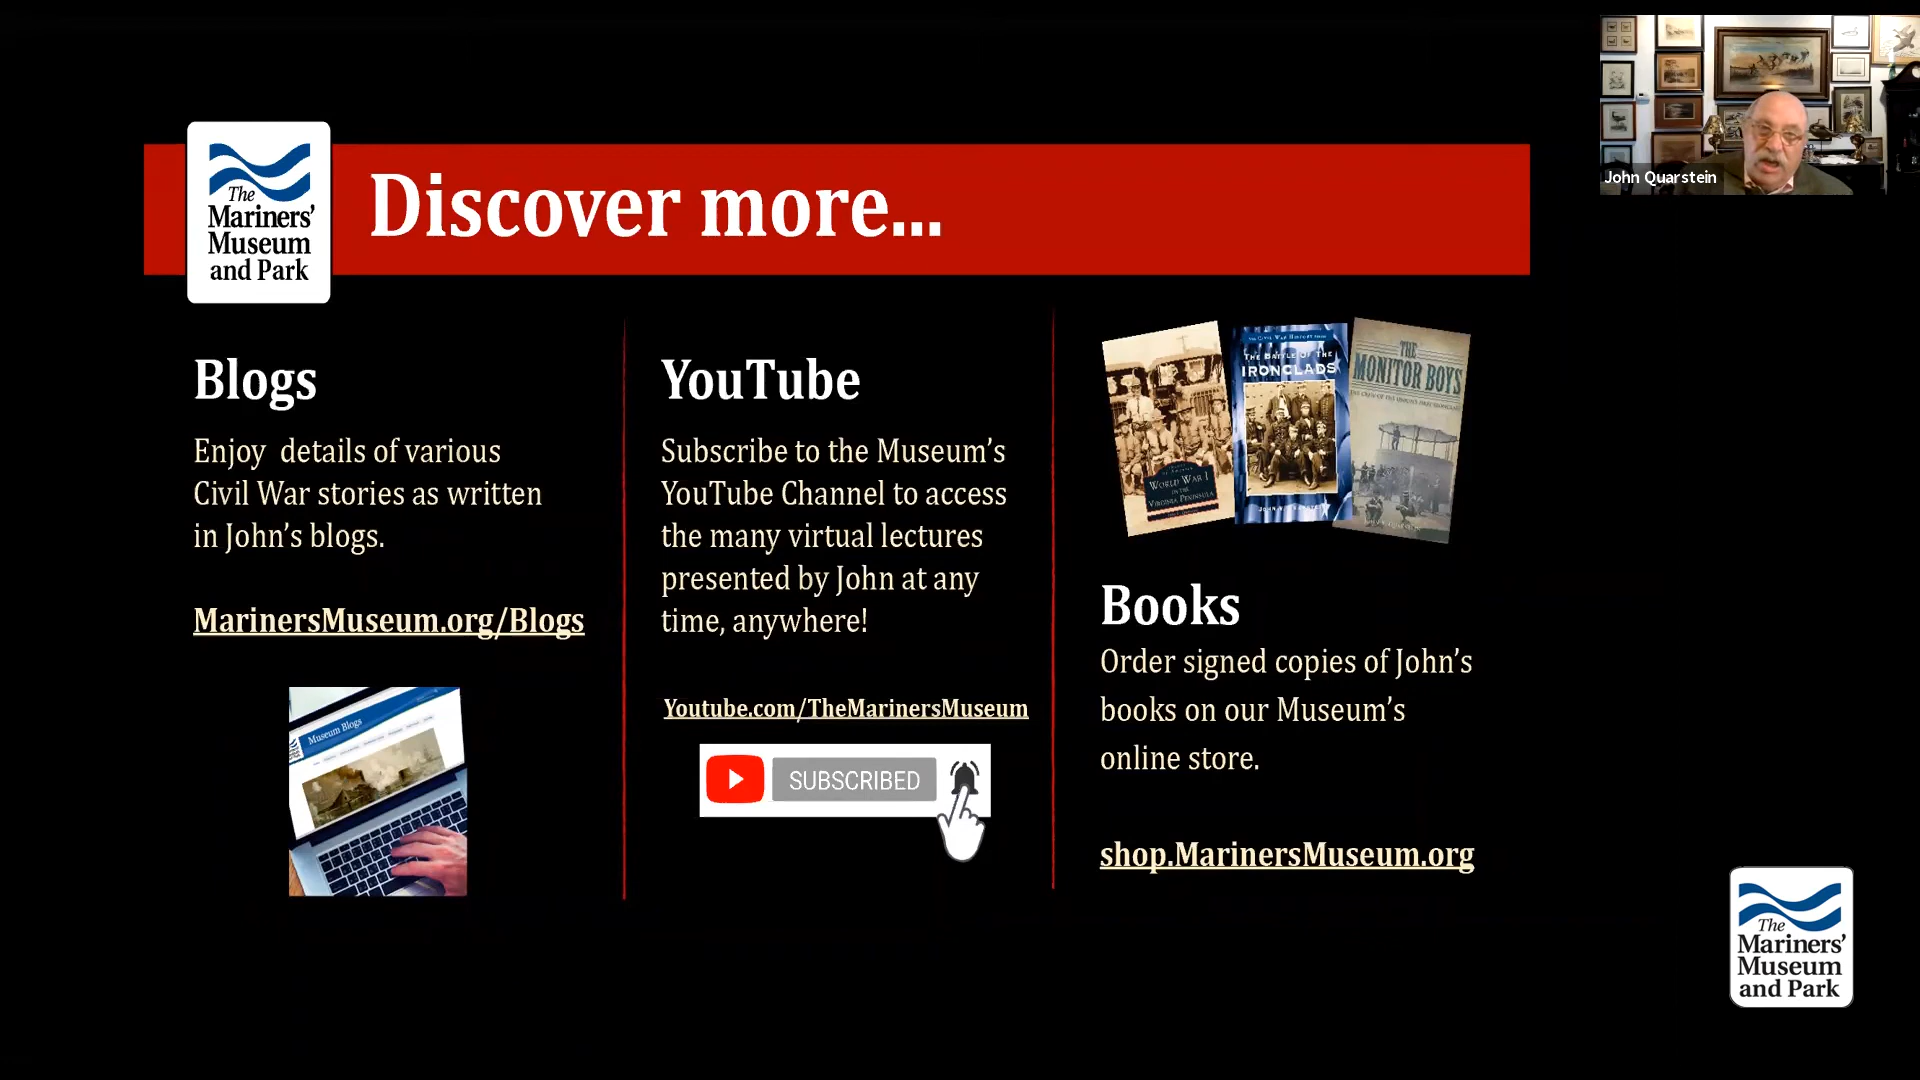 The
Mariners'
Museum
and Park
Discover more...
Blogs
Enjoy details of various
Civil War stories as written
in John's blogs.
MarinersMuseum.org/Blogs
Museum Blogs
YouTube
Subscribe to the Museum's
YouTube Channel to access
the many virtual lectures
presented by John at any
time, anywhere!
Youtube.com/TheMarinersMuseum
SUBSCRIBED
WORLD WAR I
IN THE
VIRGINIA PENINSULA
THE BATTLE OF THE
IRONCLADS
THE
MONITOR BOYS
Books
Order signed copies of John's
books on our Museum's
online store.
shop.MarinersMuseum.org
John Quarstein
The
Mariners'
Museum
and Park